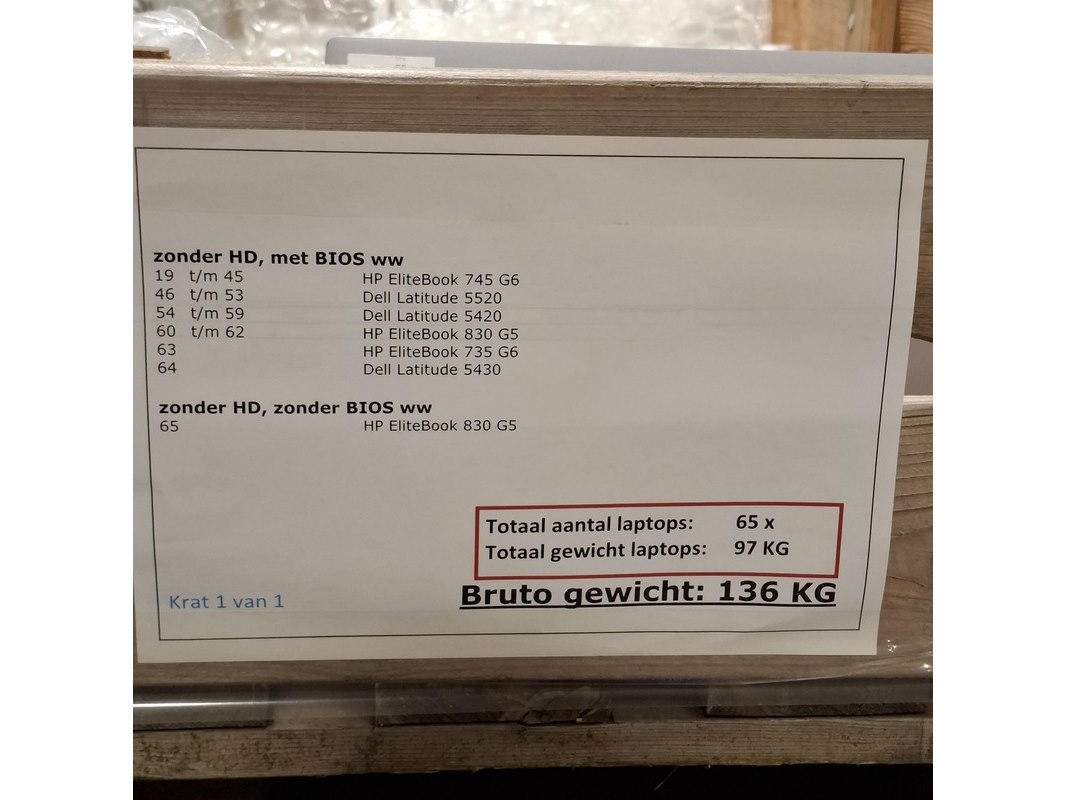 zonder HD, met BIOS ww
19 t/m 45 HP EliteBook 745 G6
46 t/m 53 Dell Latitude 5520
54 t/m 59 Dell Latitude 5420
60 t/m 62 HP EliteBook 830 G5
63 HP EliteBook 735 G6
64 Dell Latitude 5430
zonder HD, zonder BIOS ww
65 HP EliteBook 830 G5
Totaal aantal laptops: 65 x
Totaal gewicht laptops: 97 KG
Bruto gewicht: 136 KG
Krat 1 van 1